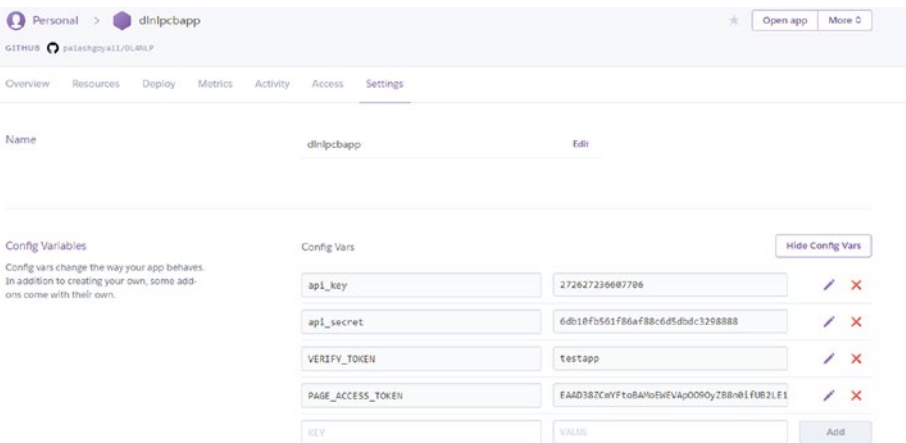 Personal > dlnlpcbapp
Open app More
GITHUB palashgoyal1/DL4NLP
Overview Resources Deploy Metrics Activity Access Settings
Name dlnlpcbapp Edit
Config Variables Config Vars Hide Config Vars
Config vars change the way your app behaves.
In addition to creating your own, some add-
ons come with their own.
api_key 272627236607706
api_secret 6db10fb561f86af88c6d5dbdc3298888
VERIFY_TOKEN testapp
PAGE_ACCESS_TOKEN
KEY VALUE Add